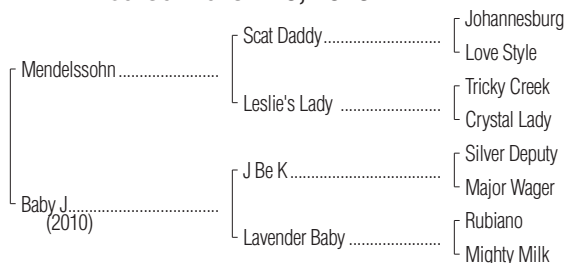 Mendelssohn
Baby J
(2010)
Scat Daddy
Leslie's Lady
J Be K
Lavender Baby
Johannesburg
Love Style
Tricky Creek
Crystal Lady
Silver Deputy
Major Wager
Rubiano
Mighty Milk